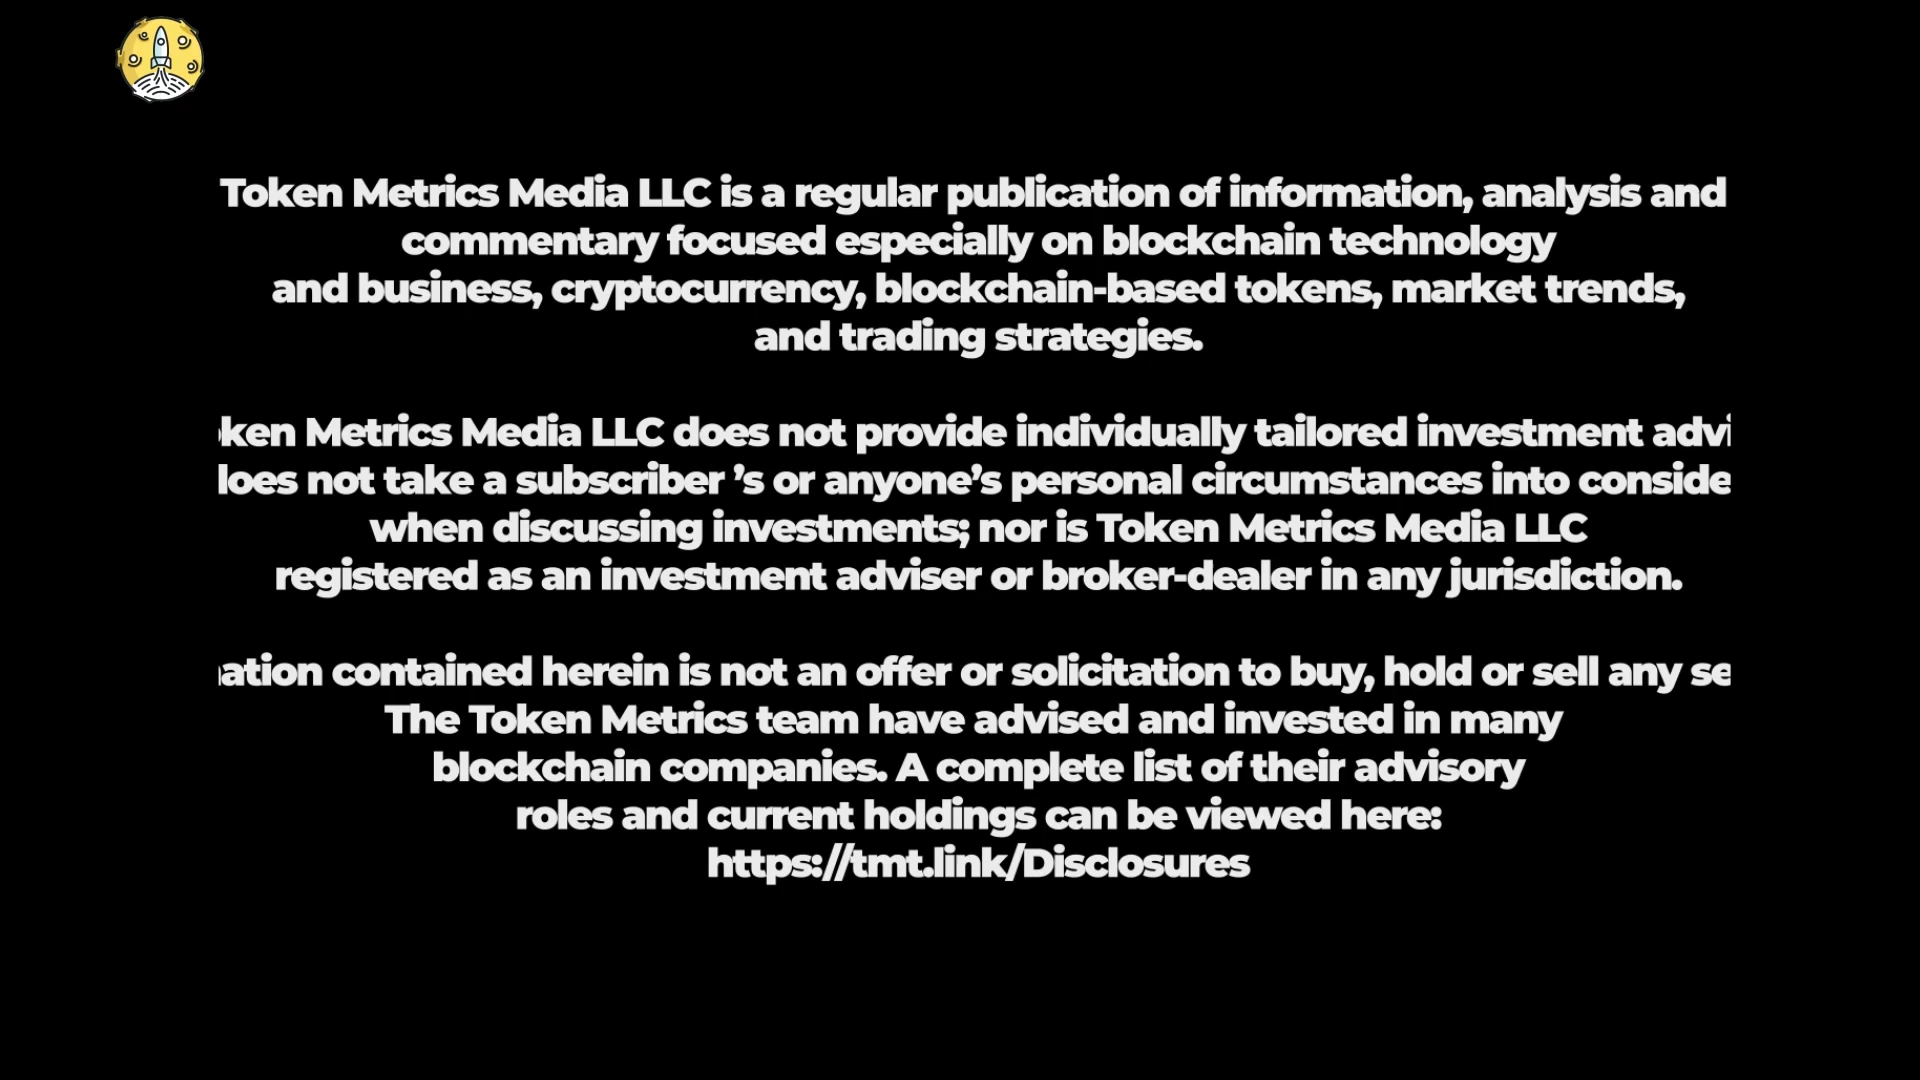 Token Metrics Media LLC is a regular publication of information, analysis and
commentary focused especially on blockchain technology
and business, cryptocurrency, blockchain-based tokens, market trends,
and trading strategies.
ken Metrics Media LLC does not provide individually tailored investment advi
loes not take a subscriber ’s or anyone’s personal circumstances into conside
when discussing investments; nor is Token Metrics Media LLC
registered as an investment adviser or broker-dealer in any jurisdiction.
ation contained herein is not an offer or solicitation to buy, hold or sell any se
The Token Metrics team have advised and invested in many
blockchain companies. A complete list of their advisory
roles and current holdings can be viewed here:
https://tmt.link/Disclosures